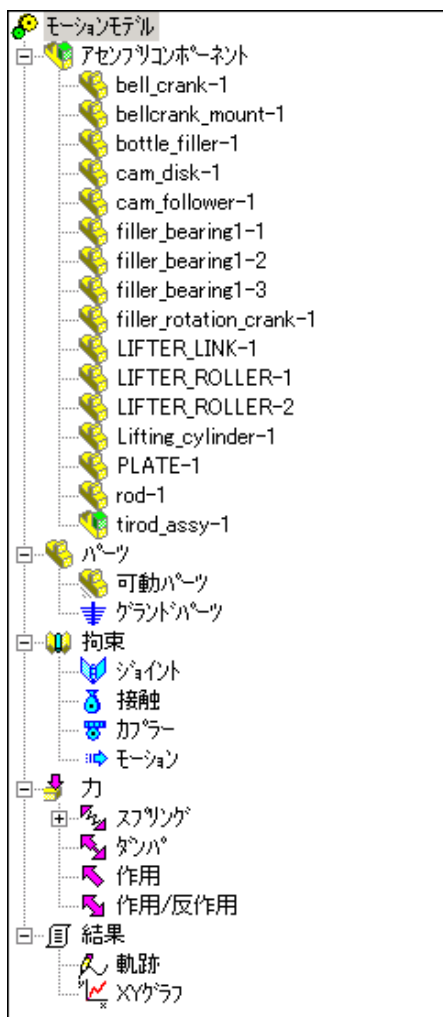 ﾓｰｼｮﾝﾓﾃﾞﾙ
ｱｾﾝﾌﾞﾘｺﾝﾎﾟｰﾈﾝﾄ
bell_crank-1
bellcrank_mount-1
bottle_filler-1
cam_disk-1
cam_follower-1
filler_bearing1-1
filler_bearing1-2
filler_bearing1-3
filler_rotation_crank-1
LIFTER_LINK-1
LIFTER_ROLLER-1
LIFTER_ROLLER-2
Lifting_cylinder-1
PLATE-1
rod-1
tirod_assy-1
ﾊﾟｰﾂ
可動ﾊﾟｰﾂ
ｸﾞﾗﾝﾄﾞﾊﾟｰﾂ
拘束
ｼﾞｮｲﾝﾄ
接触
ｶﾌﾟﾗｰ
ﾓｰｼｮﾝ
力
ｽﾌﾟﾘﾝｸﾞ
ﾀﾞﾝﾊﾟ
作用
作用/反作用
結果
軌跡
XYｸﾞﾗﾌ